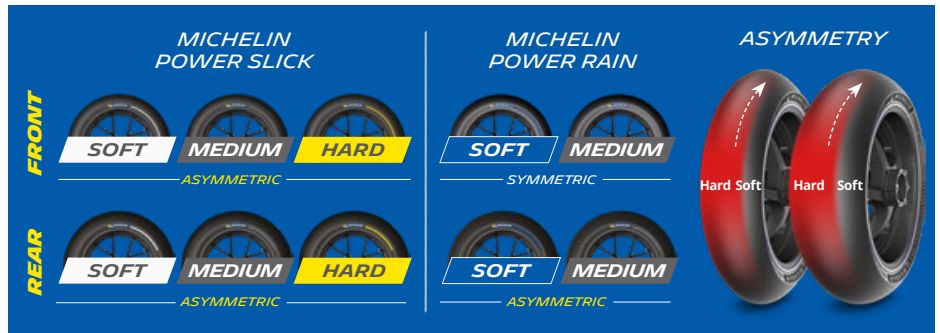 MICHELIN
POWER SLICK
MICHELIN
POWER RAIN
ASYMMETRY
FRONT
SOFT MEDIUM HARD
ASYMMETRIC
SOFT MEDIUM
SYMMETRIC
REAR
SOFT MEDIUM HARD
ASYMMETRIC
SOFT MEDIUM
ASYMMETRIC
Hard Soft Hard Soft